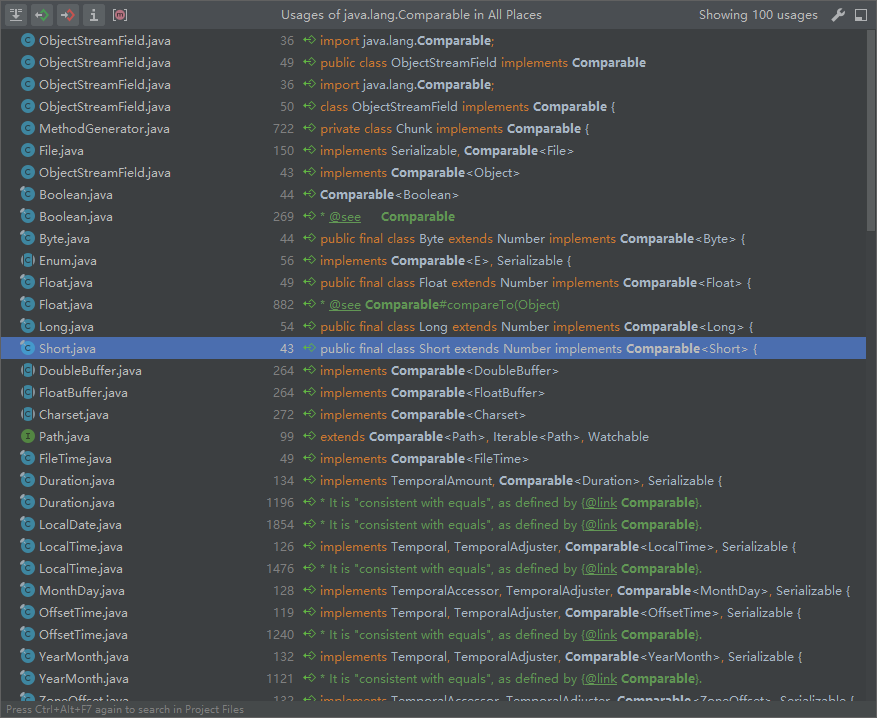 Usages of java.lang.Comparable in All Places Showing 100 usages
ObjectStreamField.java 36 import java.lang.Comparable;
ObjectStreamField.java 49 public class ObjectStreamField implements Comparable
ObjectStreamField.java 36 import java.lang.Comparable;
ObjectStreamField.java 50 class ObjectStreamField implements Comparable {
MethodGenerator.java 722 private class Chunk implements Comparable {
File.java 150 implements Serializable, Comparable<File>
ObjectStreamField.java 43 implements Comparable<Object>
Boolean.java 44 Comparable<Boolean>
Boolean.java 269 * @see Comparable
Byte.java 44 public final class Byte extends Number implements Comparable<Byte> {
Enum.java 56 implements Comparable<E>, Serializable {
Float.java 49 public final class Float extends Number implements Comparable<Float> {
Float.java 882 * @see Comparable#compareTo(Object)
Long.java 54 public final class Long extends Number implements Comparable<Long> {
Short.java 43 public final class Short extends Number implements Comparable<Short> {
DoubleBuffer.java 264 implements Comparable<DoubleBuffer>
FloatBuffer.java 264 implements Comparable<FloatBuffer>
Charset.java 272 implements Comparable<Charset>
Path.java 99 extends Comparable<Path>, Iterable<Path>, Watchable
FileTime.java 49 implements Comparable<FileTime>
Duration.java 134 implements TemporalAmount, Comparable<Duration>, Serializable {
Duration.java 1196 * It is "consistent with equals", as defined by {@link Comparable}.
LocalDate.java 1854 * It is "consistent with equals", as defined by {@link Comparable}.
LocalTime.java 126 implements Temporal, TemporalAdjuster, Comparable<LocalTime>, Serializable {
LocalTime.java 1476 * It is "consistent with equals", as defined by {@link Comparable}.
MonthDay.java 128 implements TemporalAccessor, TemporalAdjuster, Comparable<MonthDay>, Serializable {
OffsetTime.java 119 implements Temporal, TemporalAdjuster, Comparable<OffsetTime>, Serializable {
OffsetTime.java 1240 * It is "consistent with equals", as defined by {@link Comparable}.
YearMonth.java 132 implements Temporal, TemporalAdjuster, Comparable<YearMonth>, Serializable {
YearMonth.java 1121 * It is "consistent with equals", as defined by {@link Comparable}.
ZoneOffset.java 132 implements TemporalAccessor, TemporalAdjuster, Comparable<ZoneOffset>, Serializable {
Press Ctrl+Alt+F7 again to search in Project Files